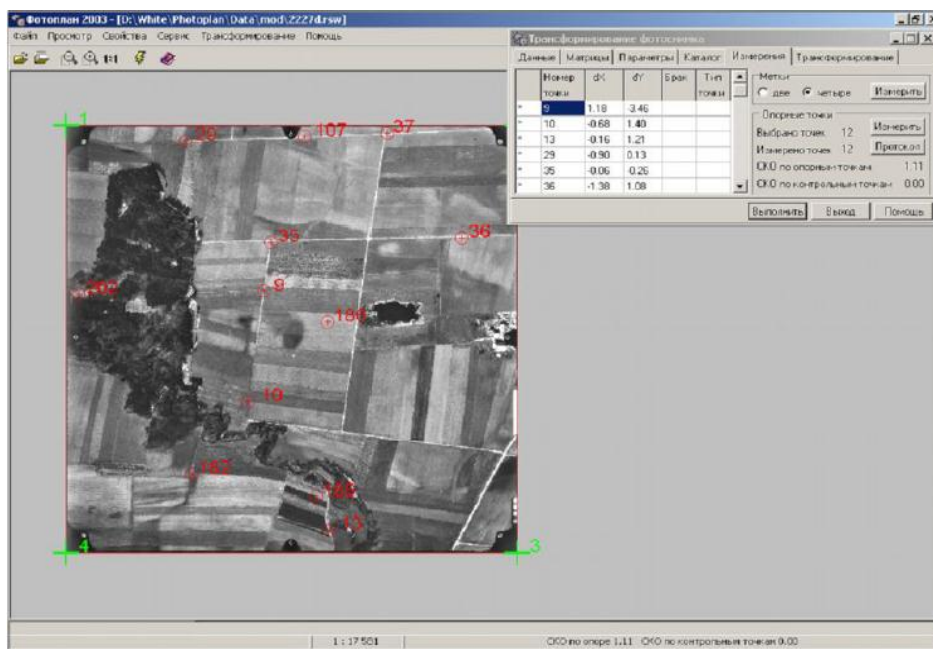 Фотоплан 2003 - [D:\White\Photoplan\Data\mod\2227d.rsw]
Файл Просмотр Свойства Сервис Трансформирование Помощь
1:1
Трансформирование фотоснимка
Данные Матрицы Параметры Каталог Измерения Трансформирование
Номер точки dX dY Брак Тип точки
* 9 1.18 -3.46
* 10 -0.68 1.40
* 13 -0.16 1.21
* 29 -0.90 0.13
* 35 -0.06 -0.26
* 36 -1.38 1.08
Метки
две четыре Измерить
Опорные точки
Выбрано точек 12 Измерить
Измерено точек 12 Протокол
СКО по опорным точкам 1.11
СКО по контрольным точкам 0.00
Выполнить Выход Помощь
1
29 107 37
35 36
202 9
10
182
13
4 3
1 : 17501 СКО по опоре 1.11 СКО по контрольным точкам 0.00